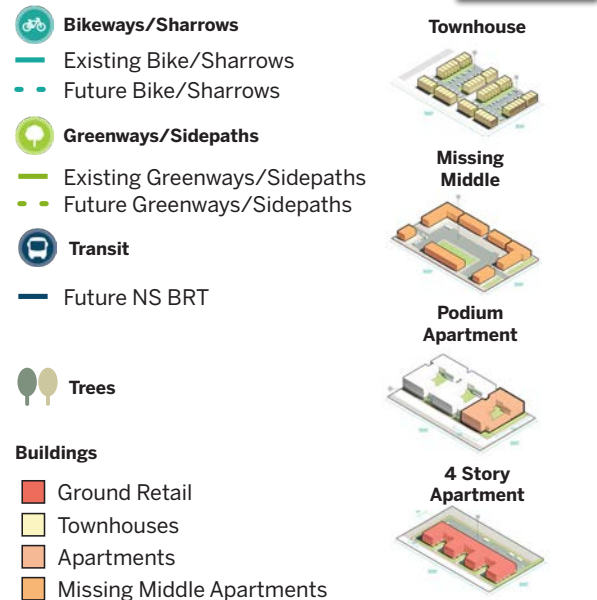 Bikeways/Sharrows
Existing Bike/Sharrows
Future Bike/Sharrows
Greenways/Sidepaths
Existing Greenways/Sidepaths
Future Greenways/Sidepaths
Transit
Future NS BRT
Trees
Buildings
Ground Retail
Townhouses
Apartments
Missing Middle Apartments
Townhouse
Missing
Middle
Podium
Apartment
4 Story
Apartment